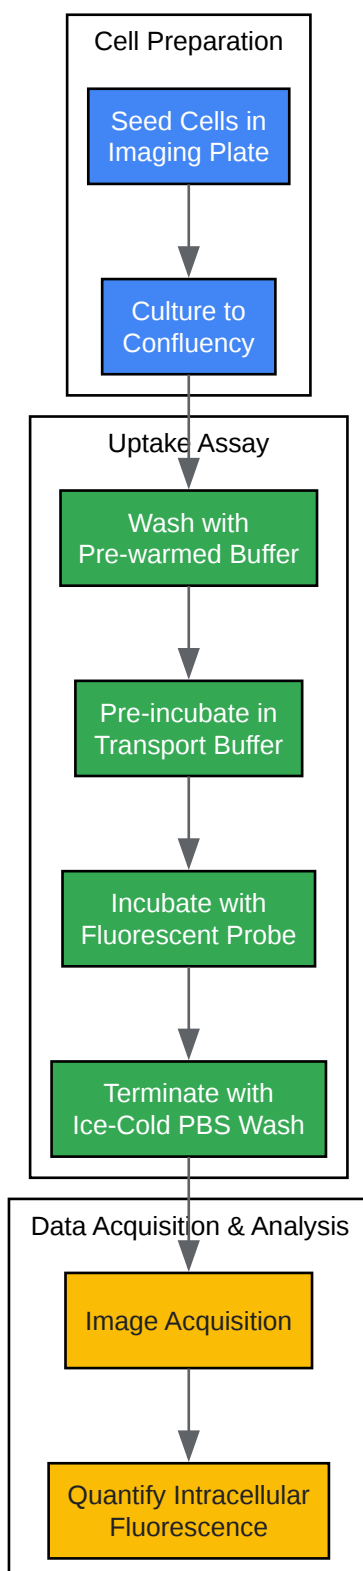 Cell Preparation
Seed Cells in
Imaging Plate
Culture to
Confluency
Uptake Assay
Wash with
Pre-warmed Buffer
Pre-incubate in
Transport Buffer
Incubate with
Fluorescent Probe
Terminate with
Ice-Cold PBS Wash
Data Acquisition & Analysis
Image Acquisition
Quantify Intracellular
Fluorescence